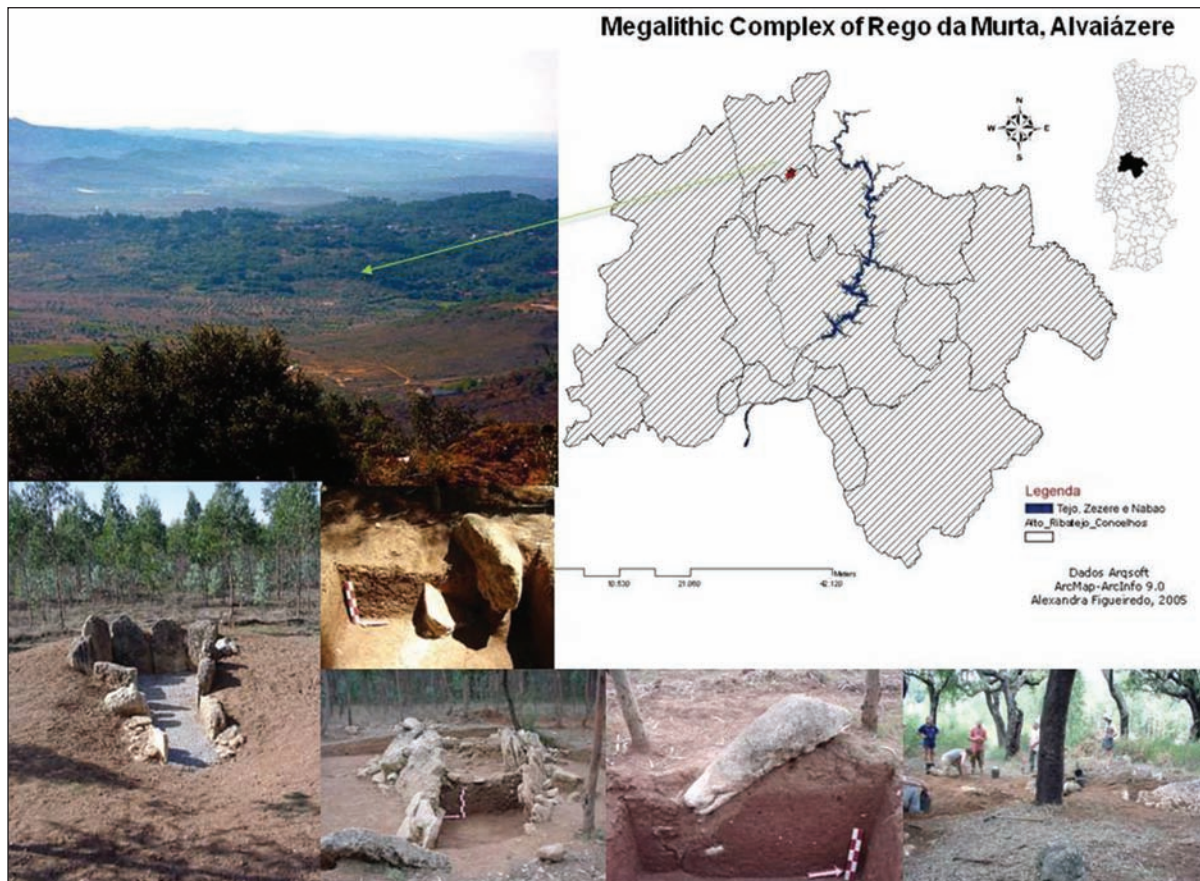 Megalithic Complex of Rego da Murta, Alvaiázere
N
W E
S
Legenda
Tejo, Zezere e Nabao
Alto_Ribatejo_Concelhos
Meters
10.530 21.060 42.120
Dados Arqsoft
ArcMap-ArcInfo 9.0
Alexandra Figueiredo, 2005